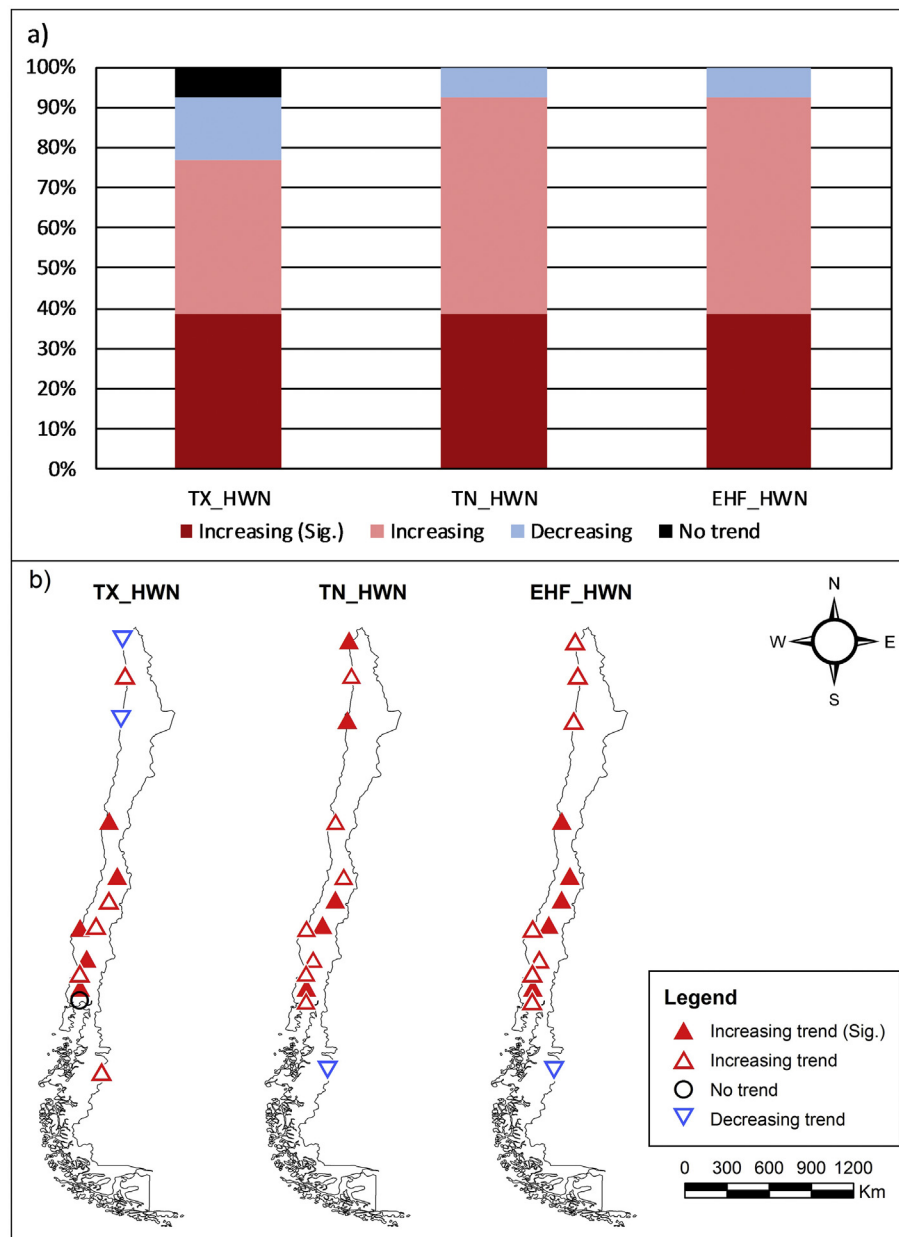 a)
100%
90%
80%
70%
60%
50%
40%
30%
20%
10%
0%
TX_HWN TN_HWN EHF_HWN
Increasing (Sig.) Increasing Decreasing No trend
b)
TX_HWN TN_HWN EHF_HWN
N
W E
S
Legend
Increasing trend (Sig.)
Increasing trend
No trend
Decreasing trend
0 300 600 900 1200
Km